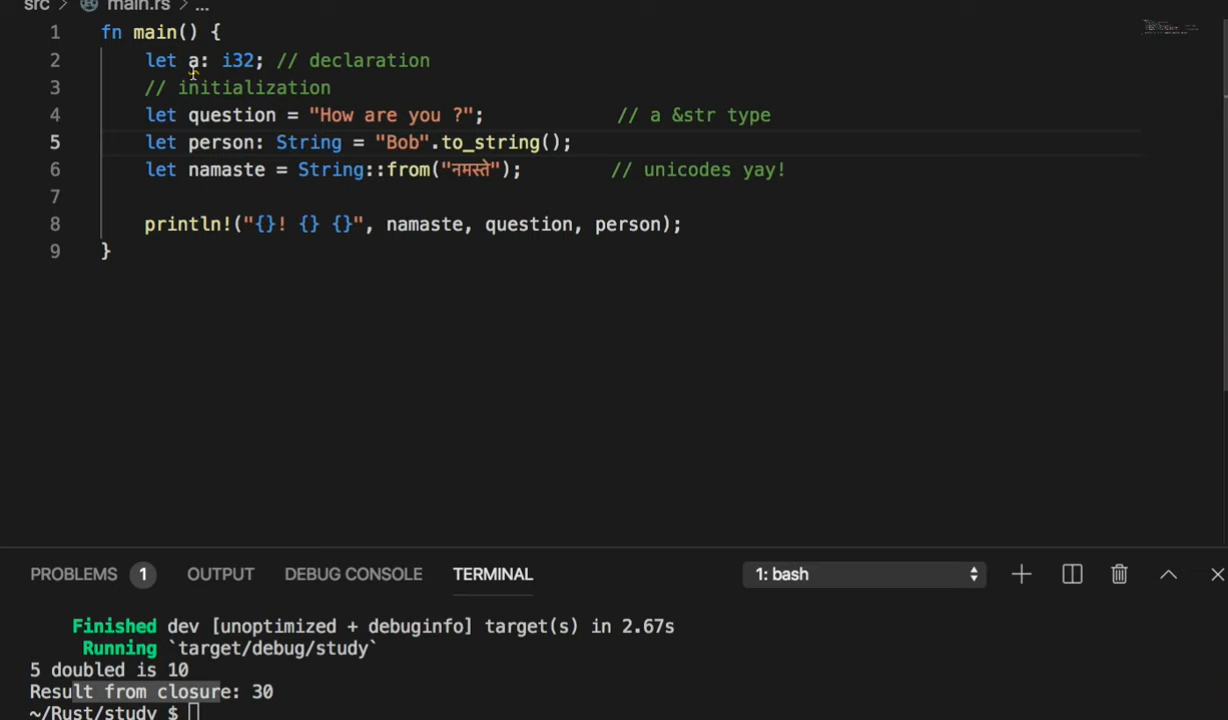 src > main.rs > ...
1 fn main() {
2 let a: i32; // declaration
3 // initialization
4 let question = "How are you ?"; // a &str type
5 let person: String = "Bob".to_string();
6 let namaste = String::from("नमस्ते"); // unicodes yay!
7
8 println!("{}! {} {}", namaste, question, person);
9 }
PROBLEMS 1 OUTPUT DEBUG CONSOLE TERMINAL 1: bash
Finished dev [unoptimized + debuginfo] target(s) in 2.67s
Running `target/debug/study`
5 doubled is 10
Result from closure: 30
~/Rust/study $